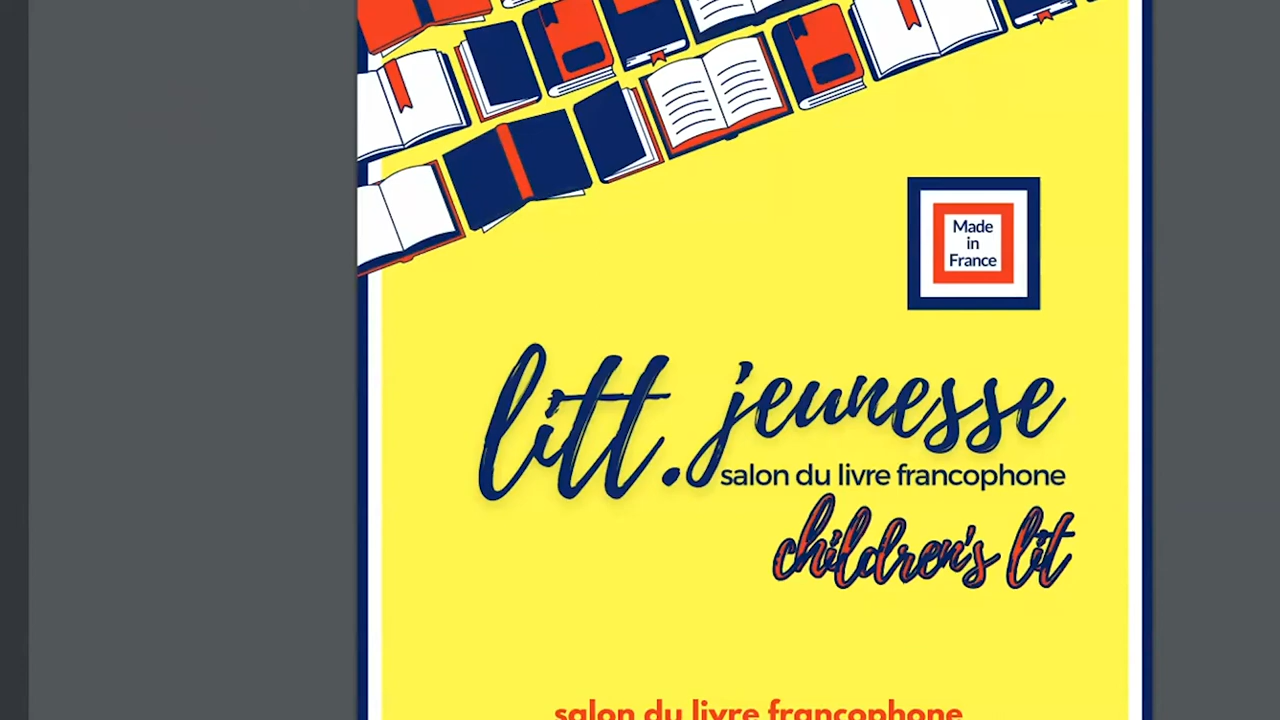 Made
in
France
litt.jeunesse
salon du livre francophone
children's lit
salon du livre francophone